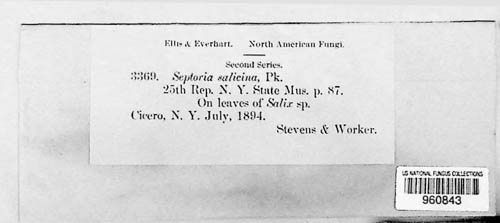 Ellis & Everhart. North American Fungi.
Second Series.
3369. Septoria salicina, Pk.
25th Rep. N. Y. State Mus. p. 87.
On leaves of Salix sp.
Cicero, N. Y. July, 1894.
Stevens & Worker.
US NATIONAL FUNGUS COLLECTIONS
960843